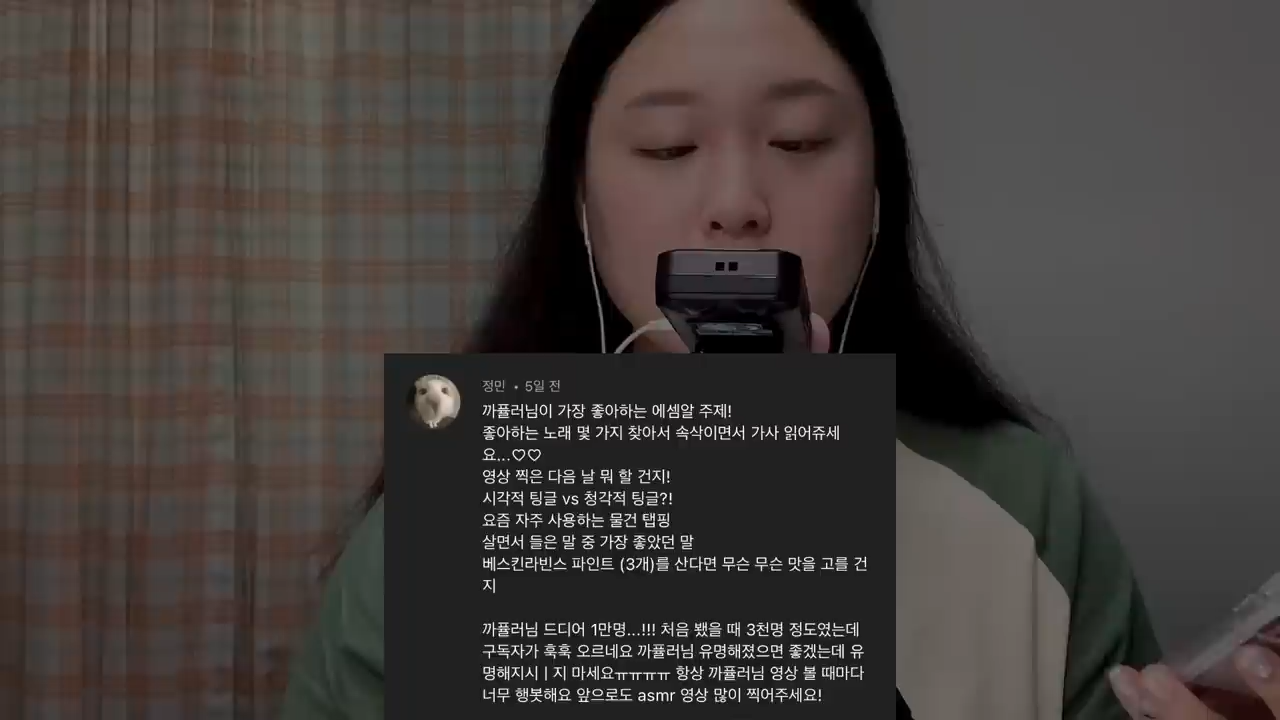 정민 • 5일 전
까퓰러님이 가장 좋아하는 에셈알 주제!
좋아하는 노래 몇 가지 찾아서 속삭이면서 가사 읽어쥬세
요...♡♡
영상 찍은 다음 날 뭐 할 건지!
시각적 팅글 vs 청각적 팅글?!
요즘 자주 사용하는 물건 탭핑
살면서 들은 말 중 가장 좋았던 말
베스킨라빈스 파인트 (3개)를 산다면 무슨 무슨 맛을 고를 건
지
까퓰러님 드디어 1만명...!!! 처음 뵀을 때 3천명 정도였는데
구독자가 훅훅 오르네요 까퓰러님 유명해졌으면 좋겠는데 유
명해지시ㅣ지 마세요ㅠㅠㅠㅠ 항상 까퓰러님 영상 볼 때마다
너무 행봇해요 앞으로도 asmr 영상 많이 찍어주세요!